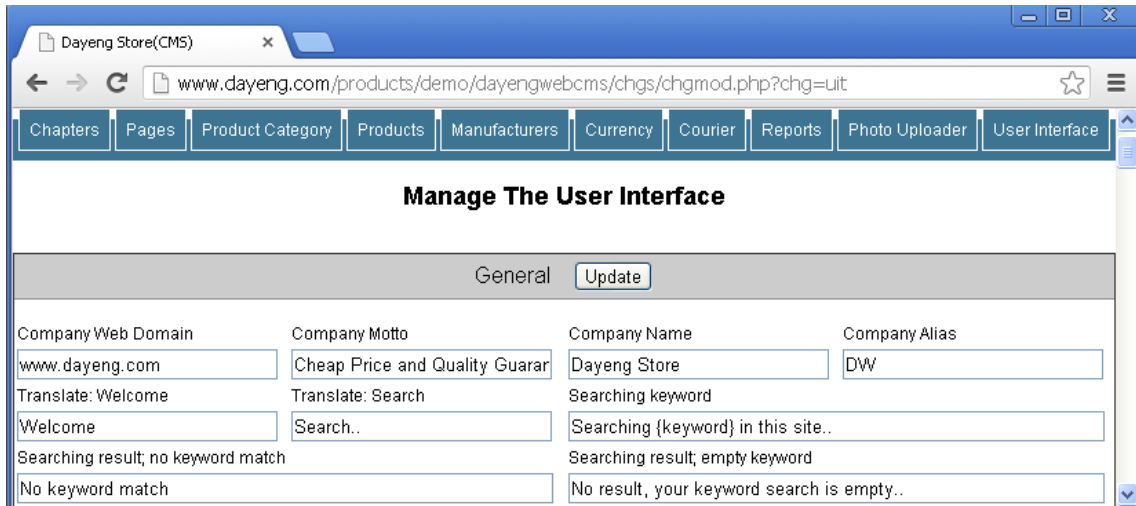 Dayeng Store(CMS)
www.dayeng.com/products/demo/dayengwebcms/chgs/chgmod.php?chg=uit
Chapters Pages Product Category Products Manufacturers Currency Courier Reports Photo Uploader User Interface
Manage The User Interface
General Update
Company Web Domain Company Motto Company Name Company Alias
www.dayeng.com Cheap Price and Quality Guarar Dayeng Store DW
Translate: Welcome Translate: Search Searching keyword
Welcome Search.. Searching {keyword} in this site..
Searching result; no keyword match Searching result; empty keyword
No keyword match No result, your keyword search is empty..